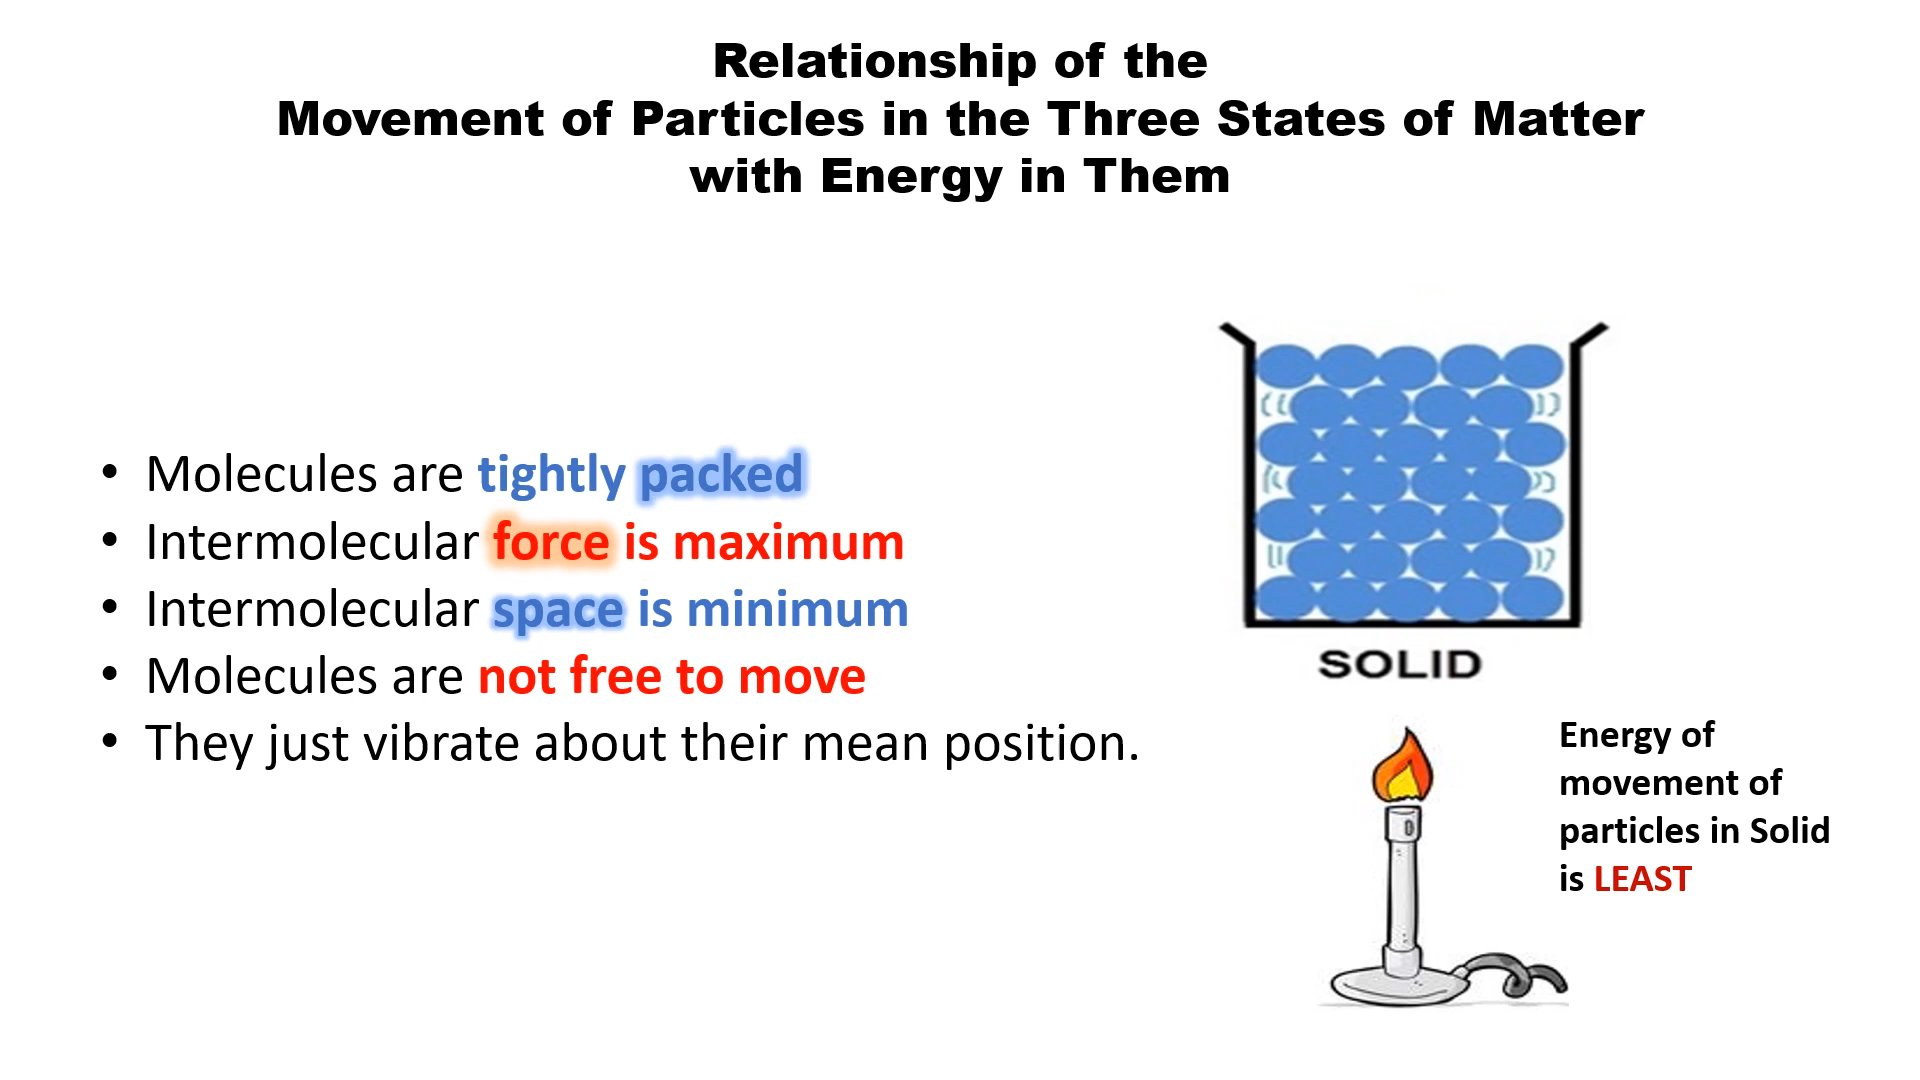 Relationship of the
Movement of Particles in the Three States of Matter
with Energy in Them
• Molecules are tightly packed
• Intermolecular force is maximum
• Intermolecular space is minimum
• Molecules are not free to move
• They just vibrate about their mean position.
SOLID
Energy of
movement of
particles in Solid
is LEAST